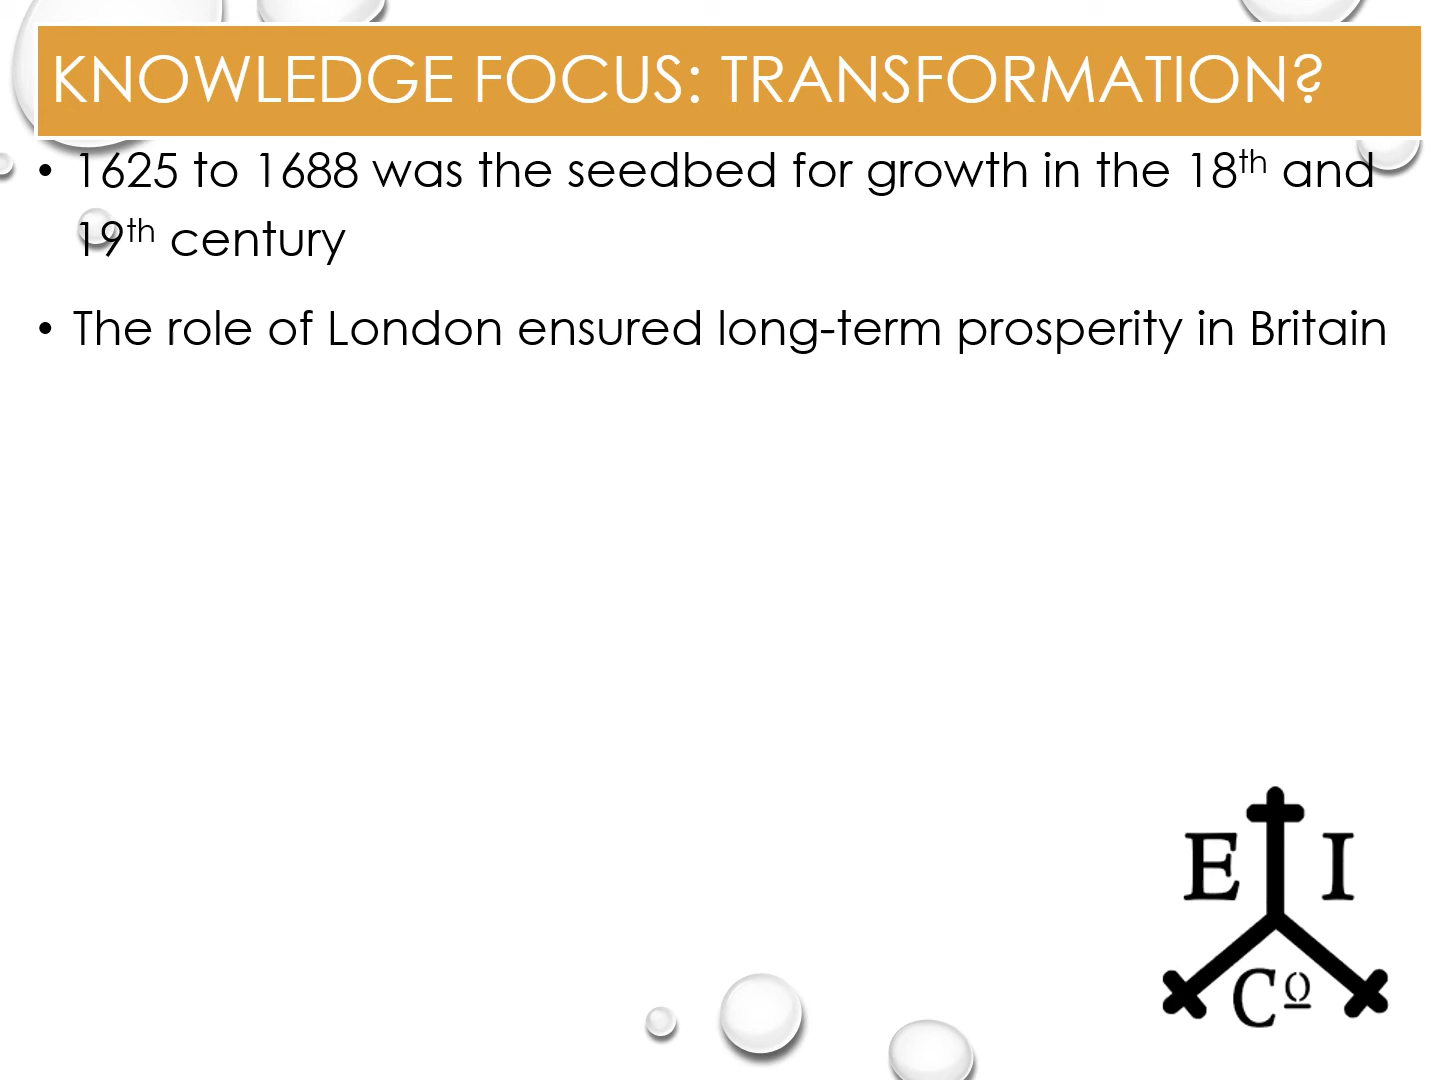 KNOWLEDGE FOCUS: TRANSFORMATION?
• 1625 to 1688 was the seedbed for growth in the 18th and
19th century
• The role of London ensured long-term prosperity in Britain
E I
Cº